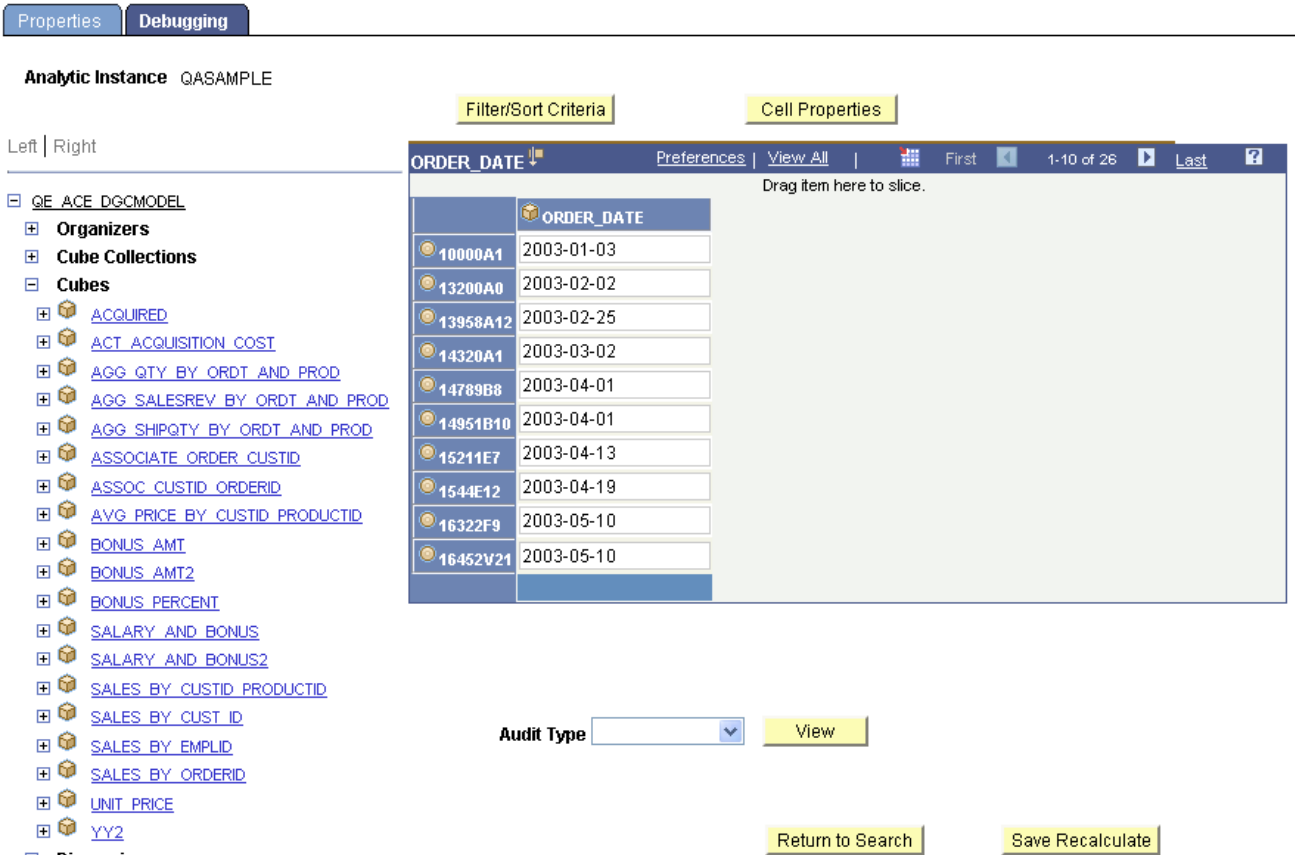 Properties
Debugging
Analytic Instance QASAMPLE
Filter/Sort Criteria
Cell Properties
Left | Right
ORDER_DATE Preferences | View All | First 1-10 of 26 Last ?
Drag item here to slice.
ORDER_DATE
10000A1 2003-01-03
13200A0 2003-02-02
13958A12 2003-02-25
14320A1 2003-03-02
14789B8 2003-04-01
14951B10 2003-04-01
15211E7 2003-04-13
1544E12 2003-04-19
16322F9 2003-05-10
16452V21 2003-05-10
QE_ACE_DGCMODEL
Organizers
Cube Collections
Cubes
ACQUIRED
ACT_ACQUISITION_COST
AGG_QTY_BY_ORDT_AND_PROD
AGG_SALESREV_BY_ORDT_AND_PROD
AGG_SHIPQTY_BY_ORDT_AND_PROD
ASSOCIATE_ORDER_CUSTID
ASSOC_CUSTID_ORDERID
AVG_PRICE_BY_CUSTID_PRODUCTID
BONUS_AMT
BONUS_AMT2
BONUS_PERCENT
SALARY_AND_BONUS
SALARY_AND_BONUS2
SALES_BY_CUSTID_PRODUCTID
SALES_BY_CUST_ID
SALES_BY_EMPLID
SALES_BY_ORDERID
UNIT_PRICE
YY2
Audit Type
View
Return to Search
Save Recalculate